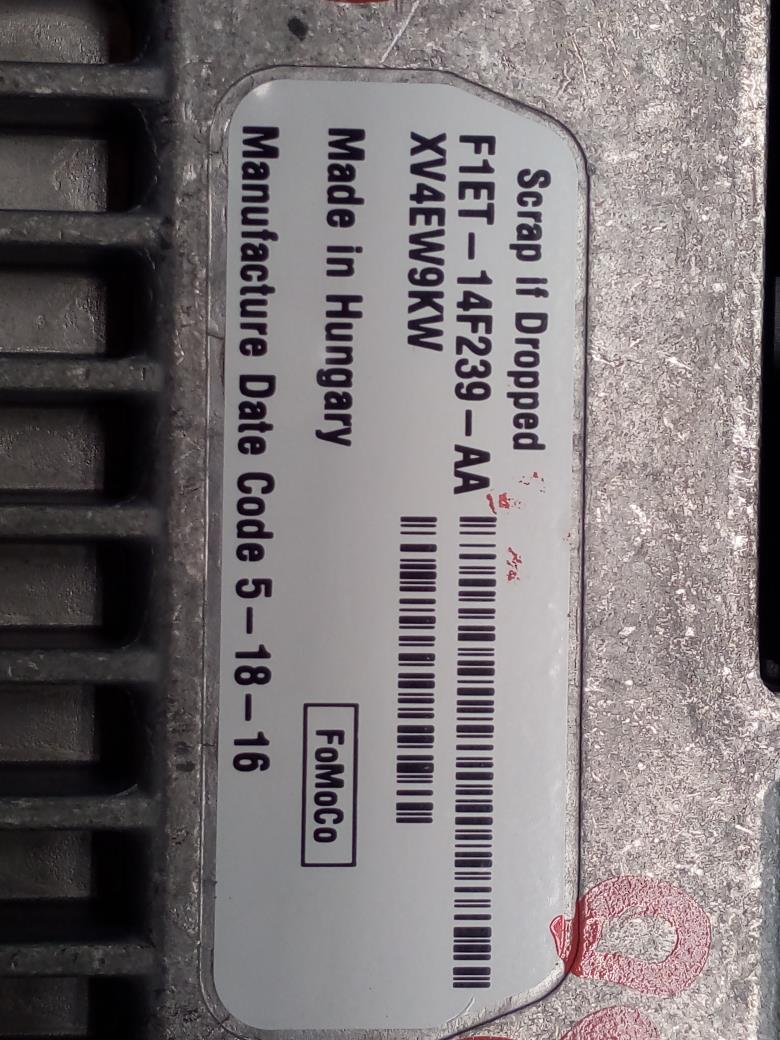 Scrap If Dropped
F1ET-14F239-AA
XV4EW9KW
Made in Hungary
FoMoCo
Manufacture Date Code 5-18-16